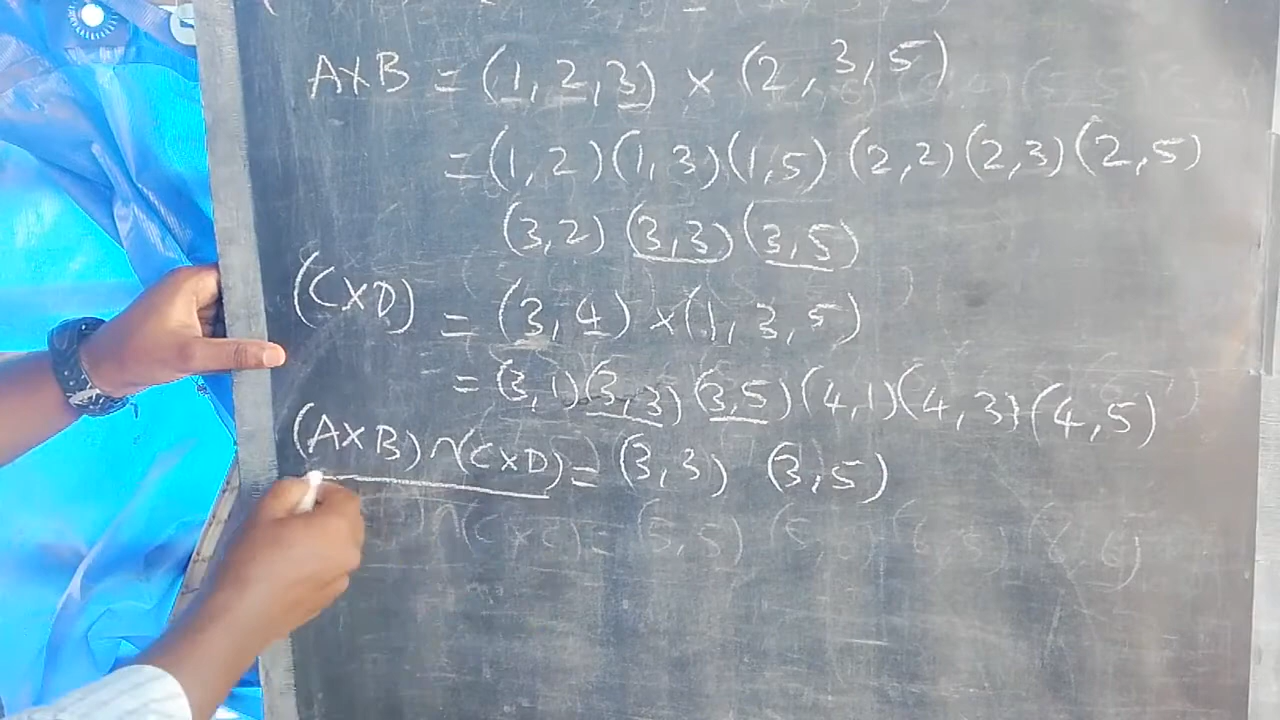 A×B = (1,2,3) × (2,3,5)
= (1,2)(1,3)(1,5)(2,2)(2,3)(2,5)
(3,2) (3,3) (3,5)
(C×D) = (3,4) ×(1,3,5)
= (3,1)(3,3)(3,5)(4,1)(4,3)(4,5)
(A×B)∩(C×D) = (3,3) (3,5)